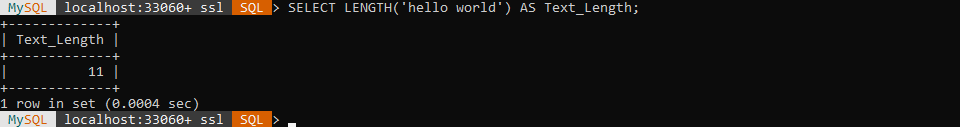 MySQL localhost:33060+ ssl SQL > SELECT LENGTH('hello world') AS Text_Length;
+-------------+
| Text_Length |
+-------------+
|          11 |
+-------------+
1 row in set (0.0004 sec)
MySQL localhost:33060+ ssl SQL > _